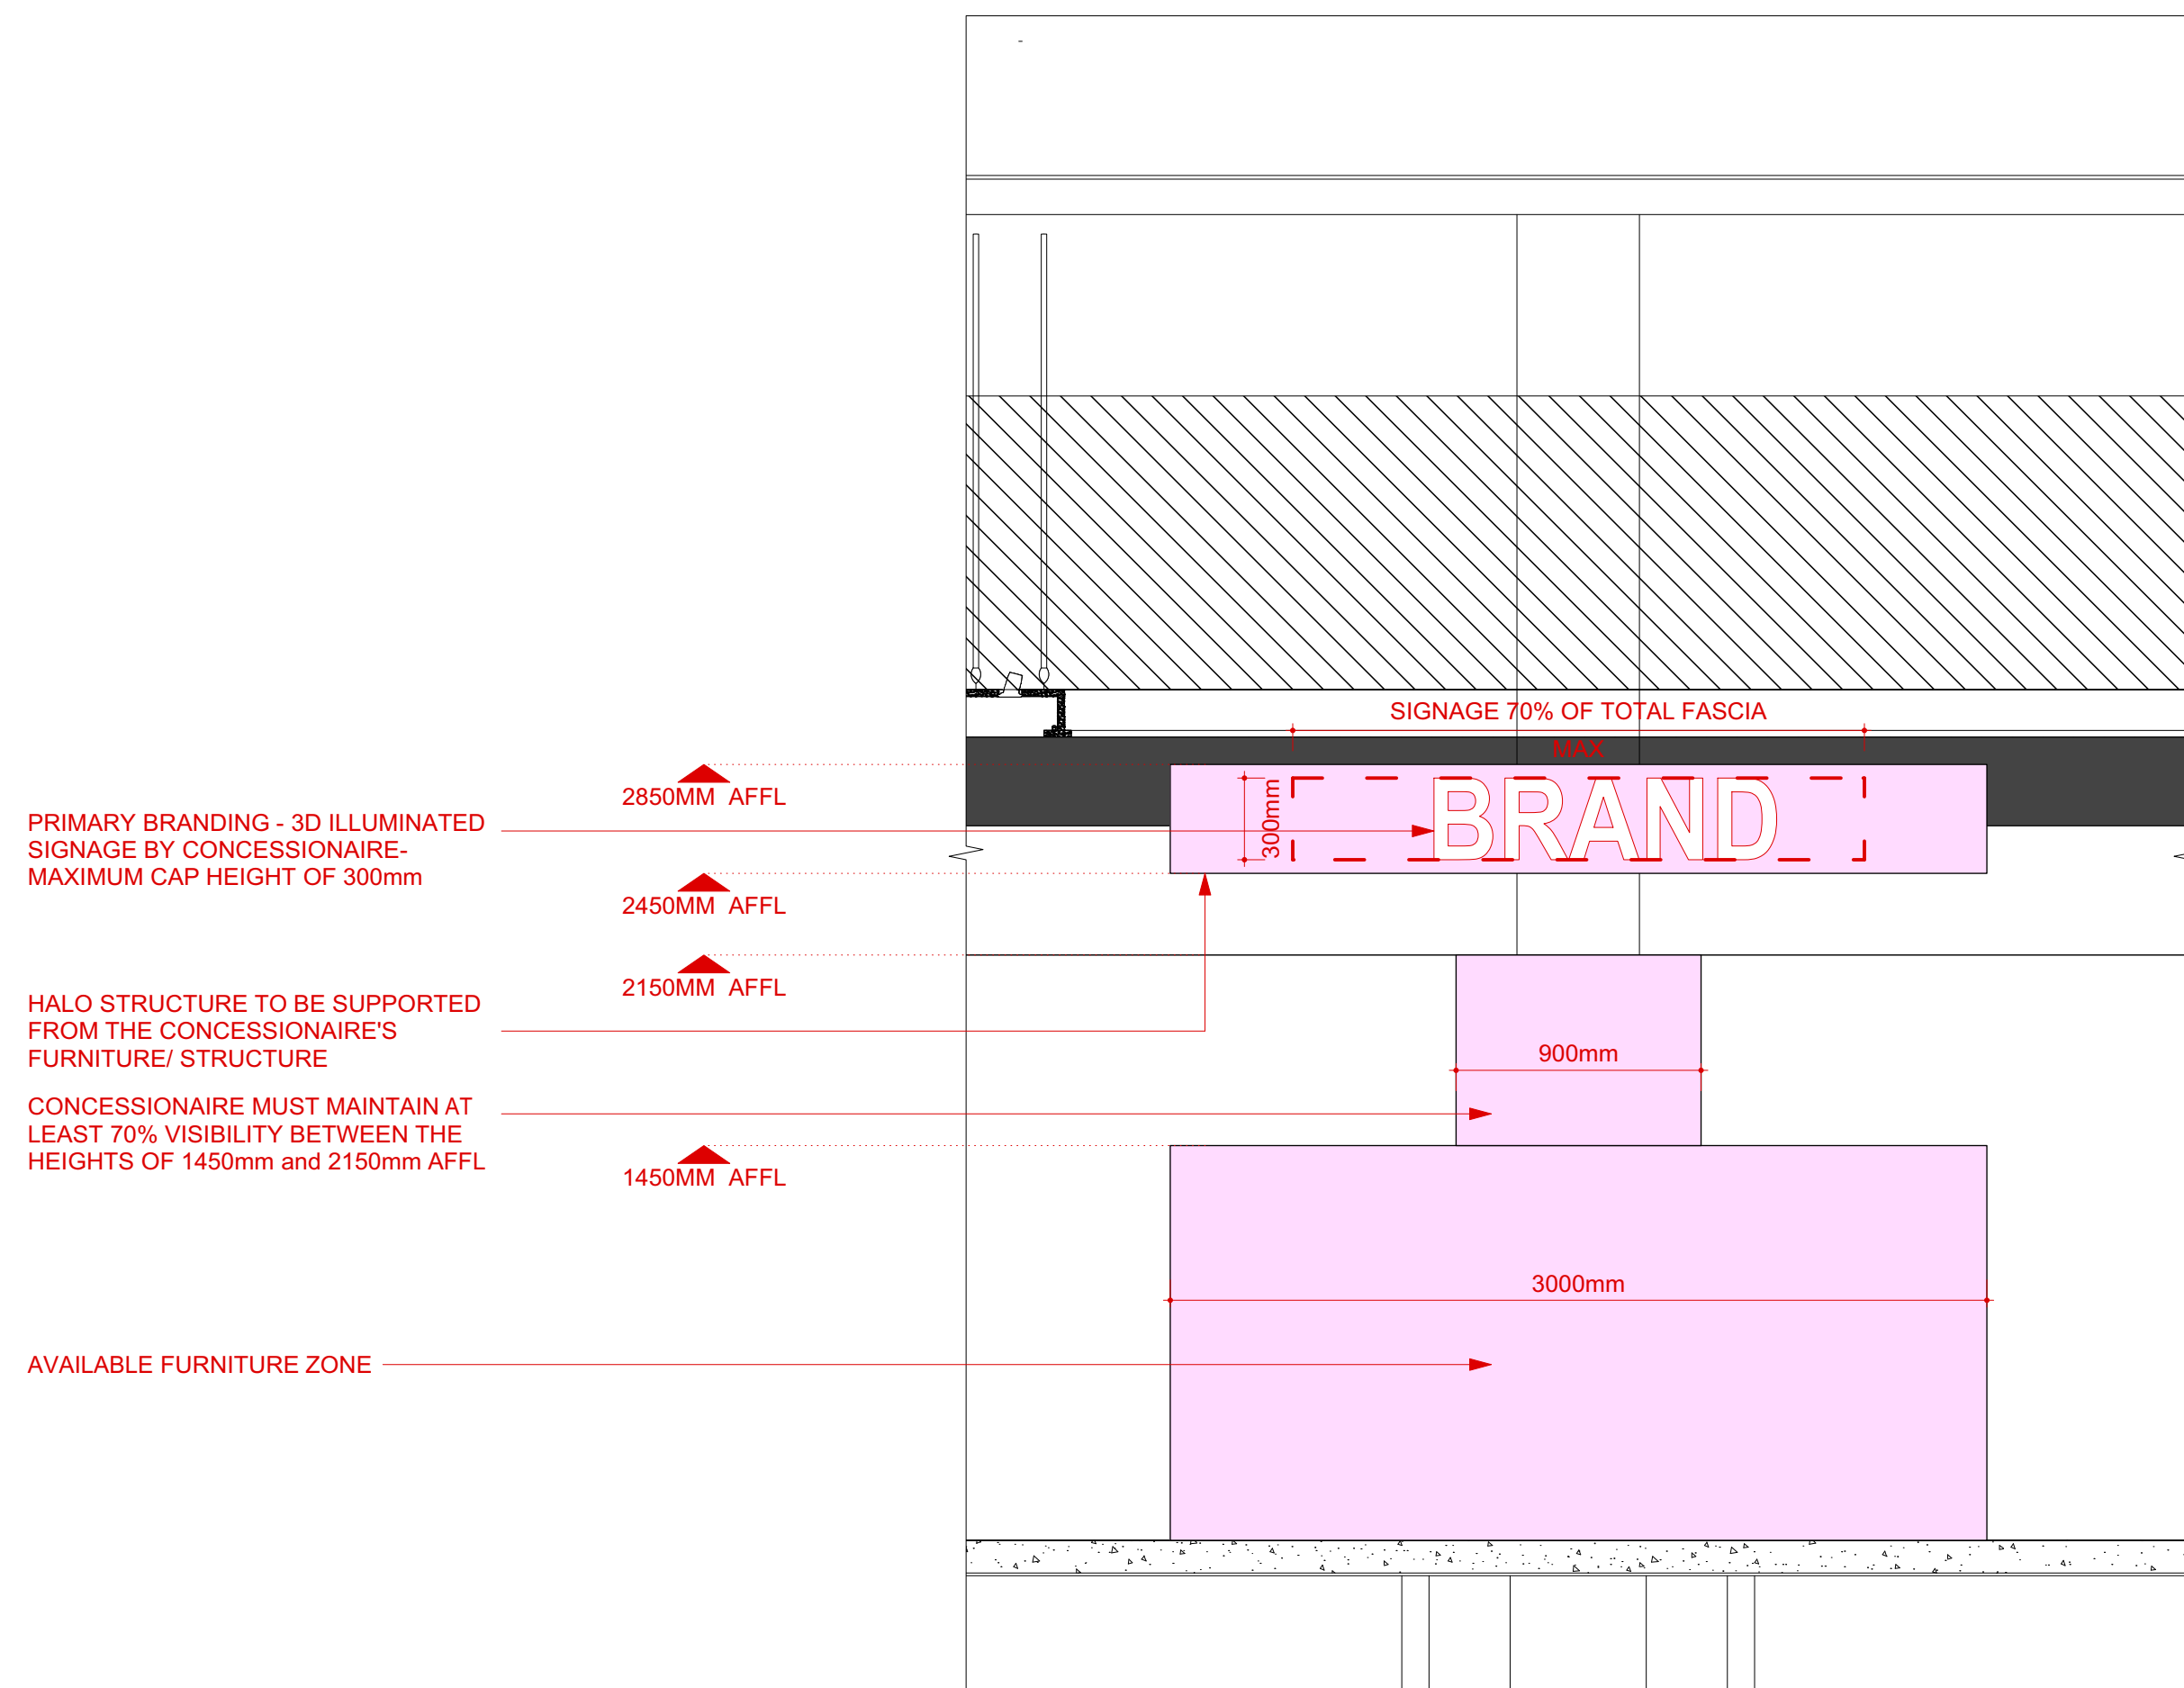 SIGNAGE 70% OF TOTAL FASCIA
MAX
2850MM AFFL
300mm
BRAND
PRIMARY BRANDING - 3D ILLUMINATED
SIGNAGE BY CONCESSIONAIRE-
MAXIMUM CAP HEIGHT OF 300mm
2450MM AFFL
2150MM AFFL
HALO STRUCTURE TO BE SUPPORTED
FROM THE CONCESSIONAIRE'S
FURNITURE/ STRUCTURE
900mm
CONCESSIONAIRE MUST MAINTAIN AT
LEAST 70% VISIBILITY BETWEEN THE
HEIGHTS OF 1450mm and 2150mm AFFL
1450MM AFFL
3000mm
AVAILABLE FURNITURE ZONE